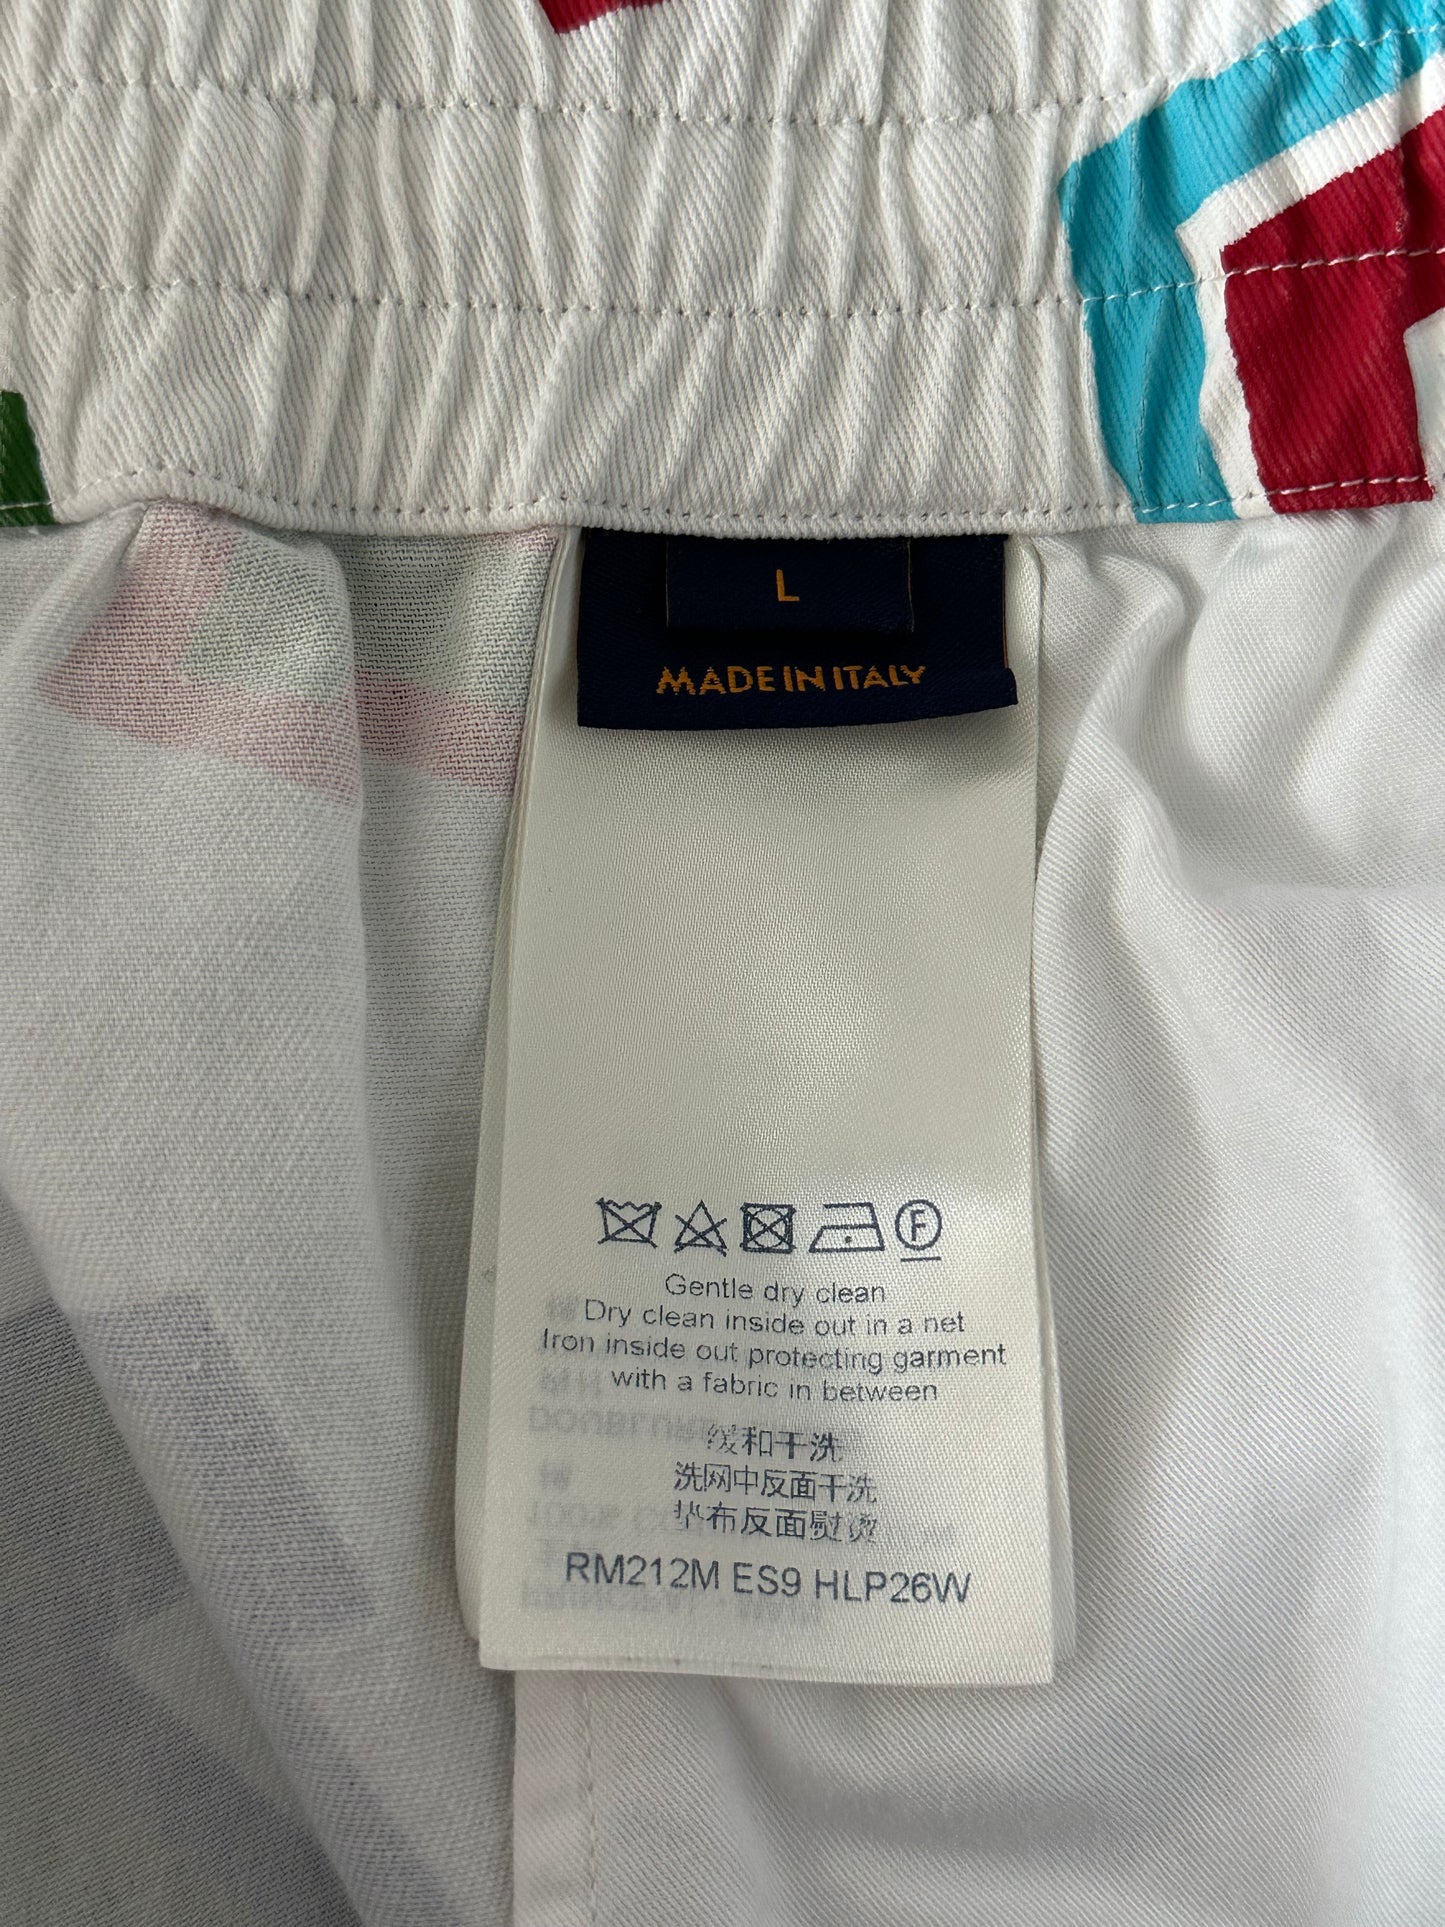 L
MADE IN ITALY
F
Gentle dry clean
Dry clean inside out in a net
Iron inside out protecting garment
with a fabric in between
缓和干洗
洗网中反面干洗
垫布反面熨烫
RM212M ES9 HLP26W